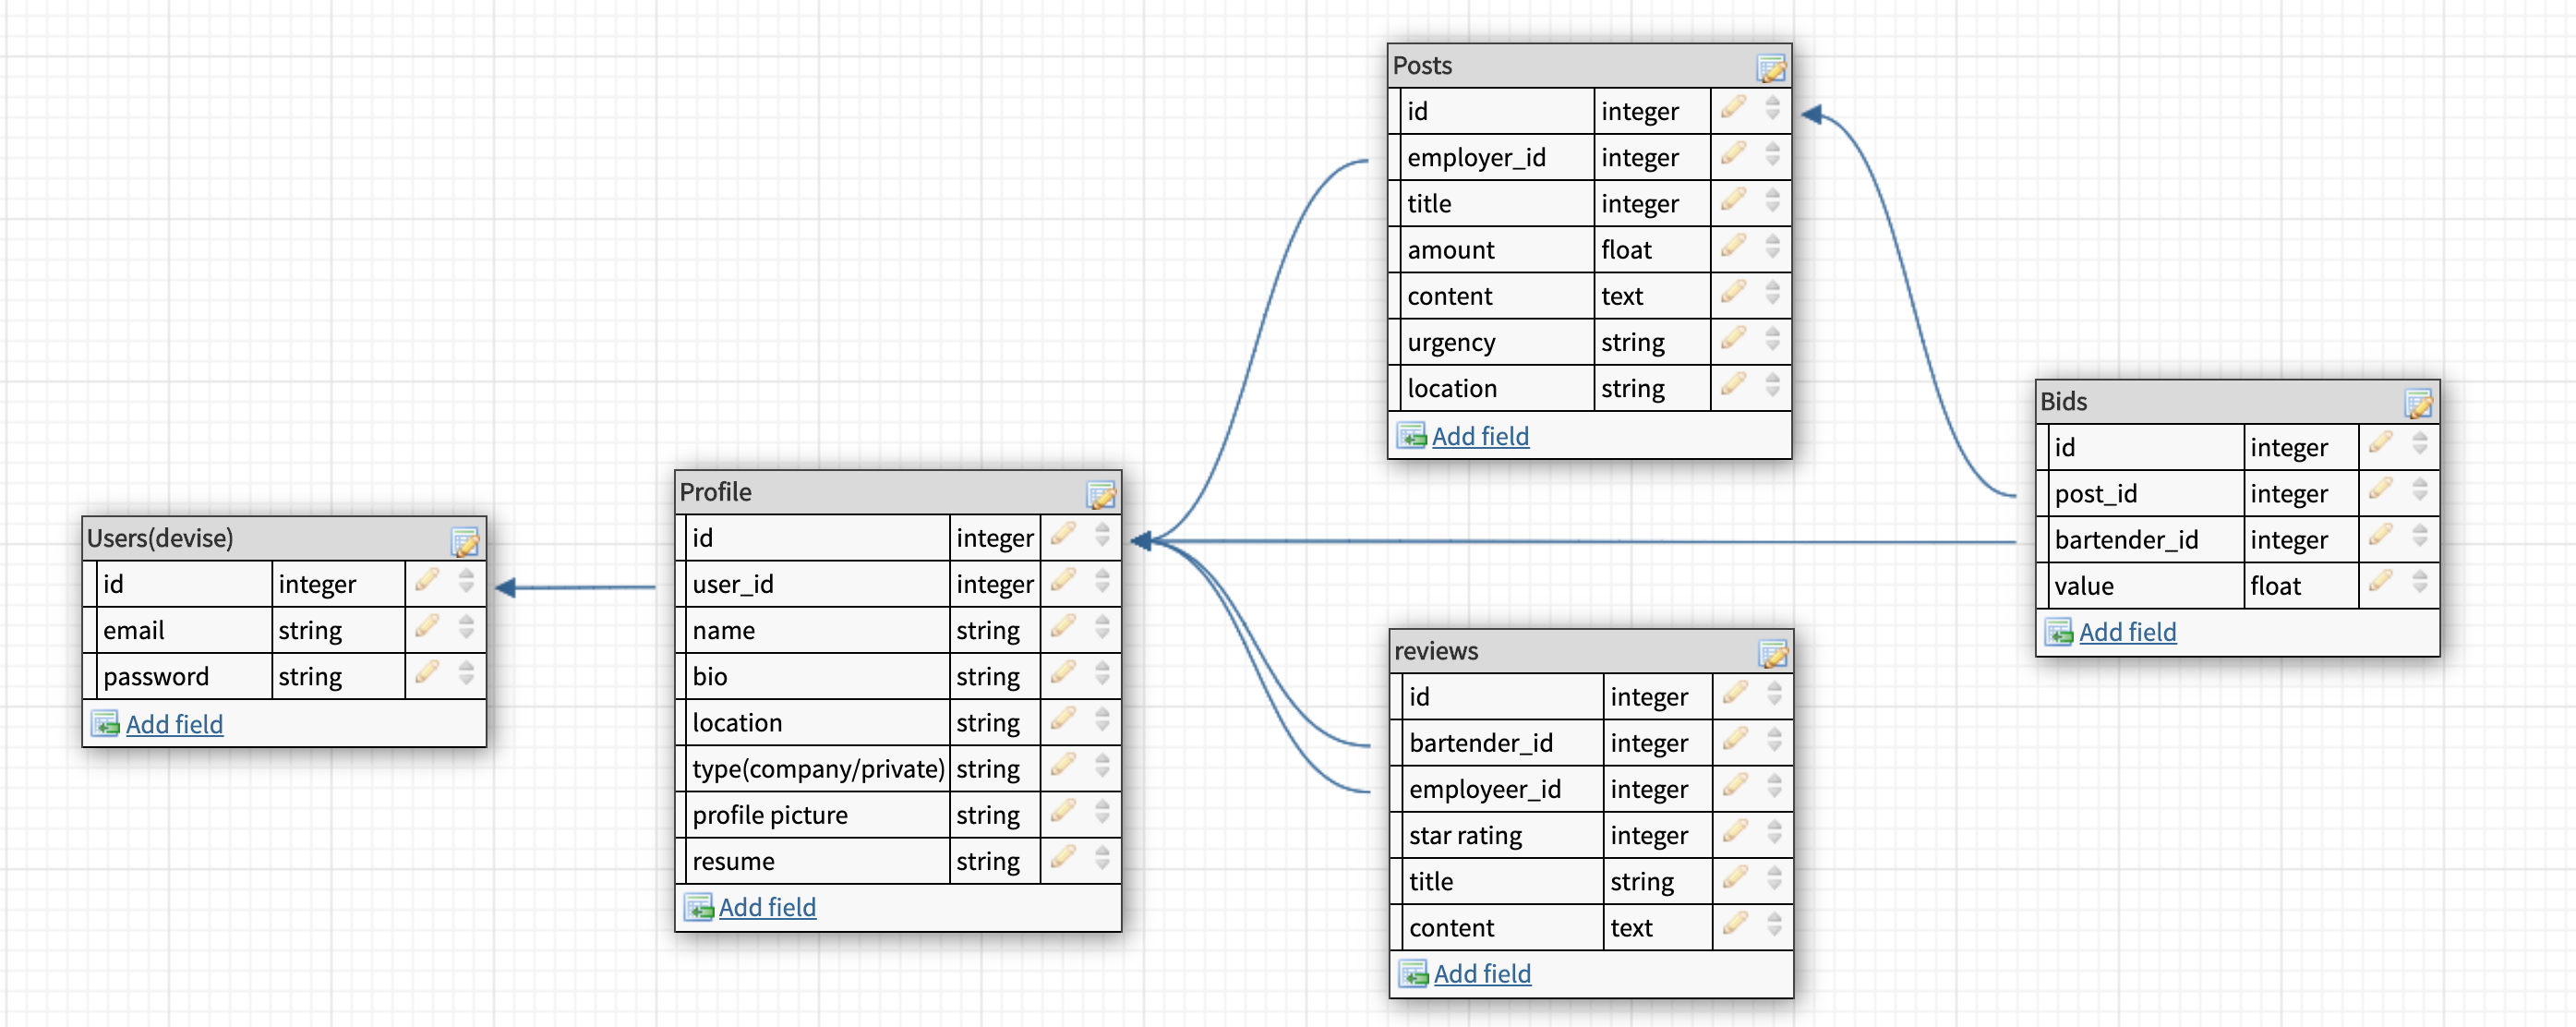 Users(devise)
id integer
email string
password string
Add field
Profile
id integer
user_id integer
name string
bio string
location string
type(company/private) string
profile picture string
resume string
Add field
Posts
id integer
employer_id integer
title integer
amount float
content text
urgency string
location string
Add field
reviews
id integer
bartender_id integer
employeer_id integer
star rating integer
title string
content text
Add field
Bids
id integer
post_id integer
bartender_id integer
value float
Add field